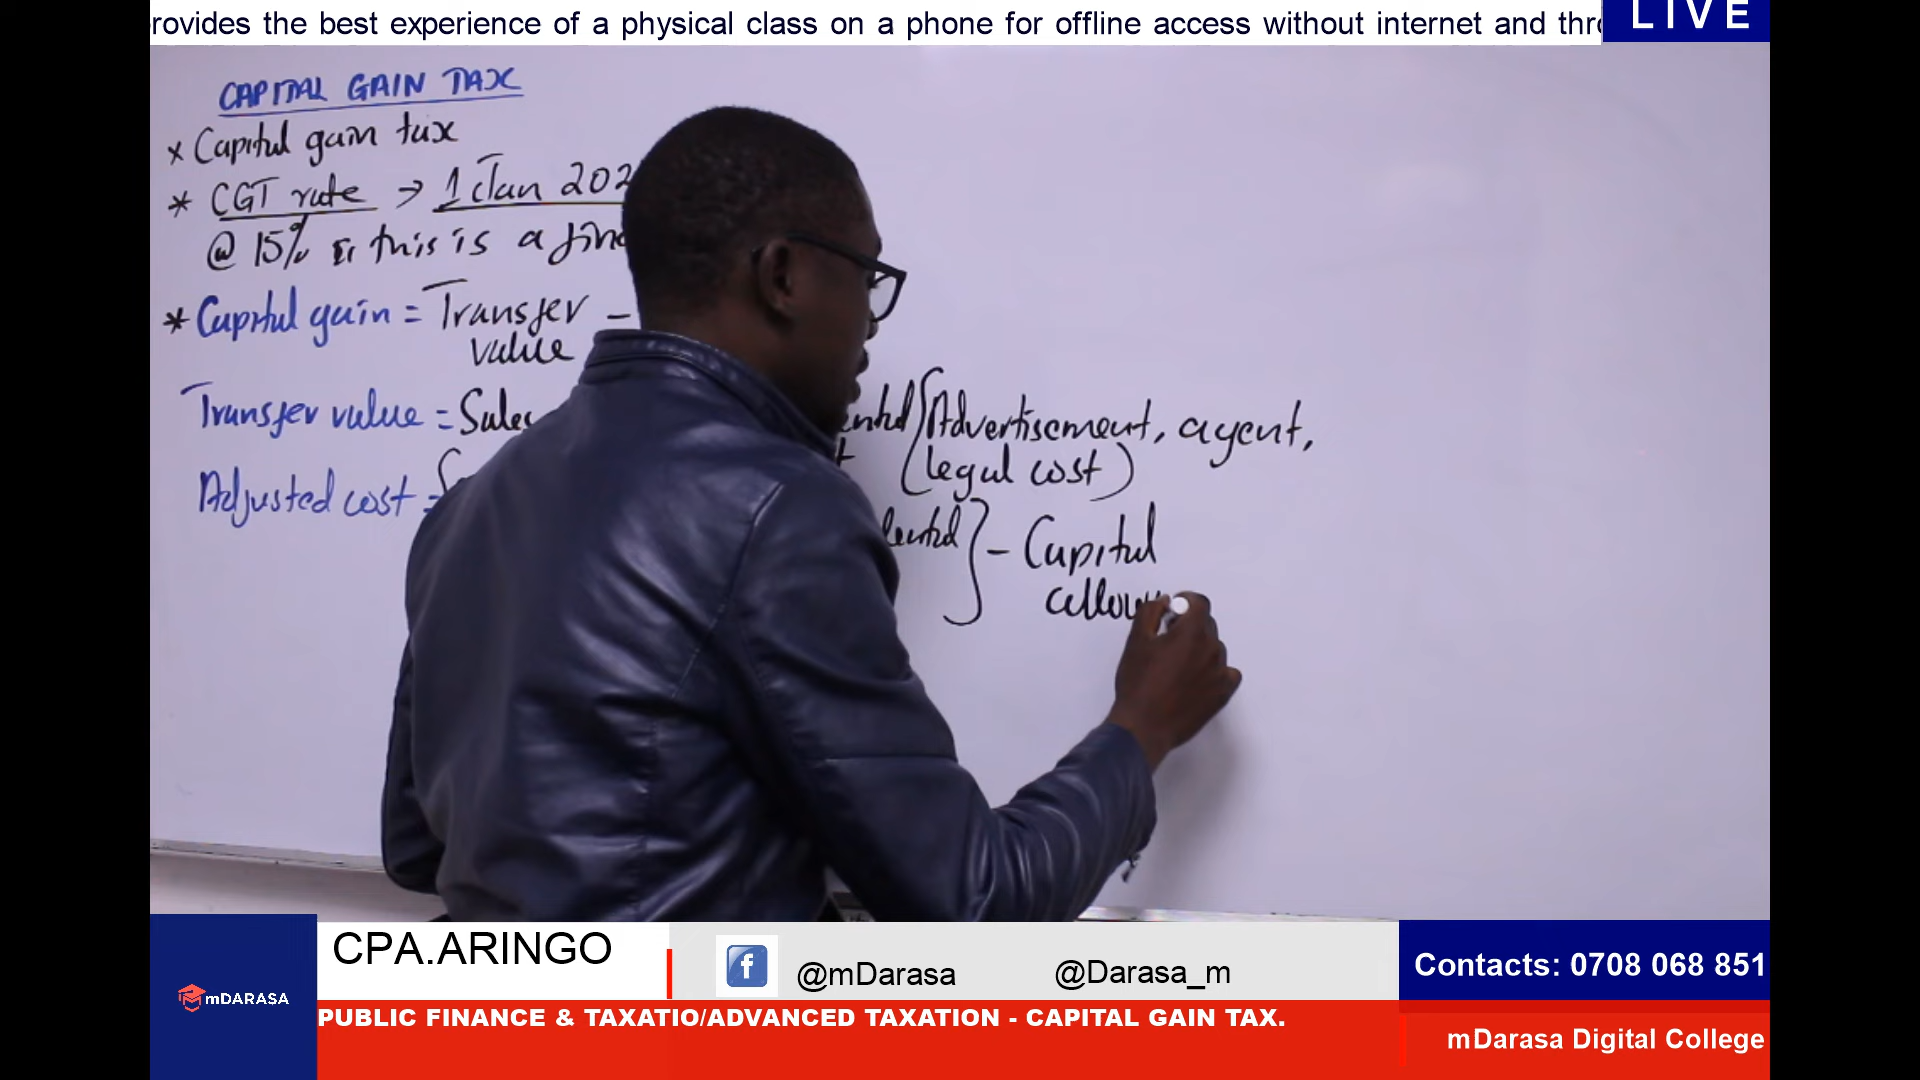 rovides the best experience of a physical class on a phone for offline access without internet and thro
LIVE
CAPITAL GAIN TAX
* Capital gain tax
* CGT rate → 1 Jan 202
@ 15% & this is a fin
* Capital gain = Transfer -
value
Transfer value = Sales
(Advertisement, agent,
legal cost)
Adjusted cost = (
} - Capital
allow
CPA.ARINGO
f
@mDarasa
@Darasa_m
Contacts: 0708 068 851
mDARASA
PUBLIC FINANCE & TAXATIO/ADVANCED TAXATION - CAPITAL GAIN TAX.
mDarasa Digital College